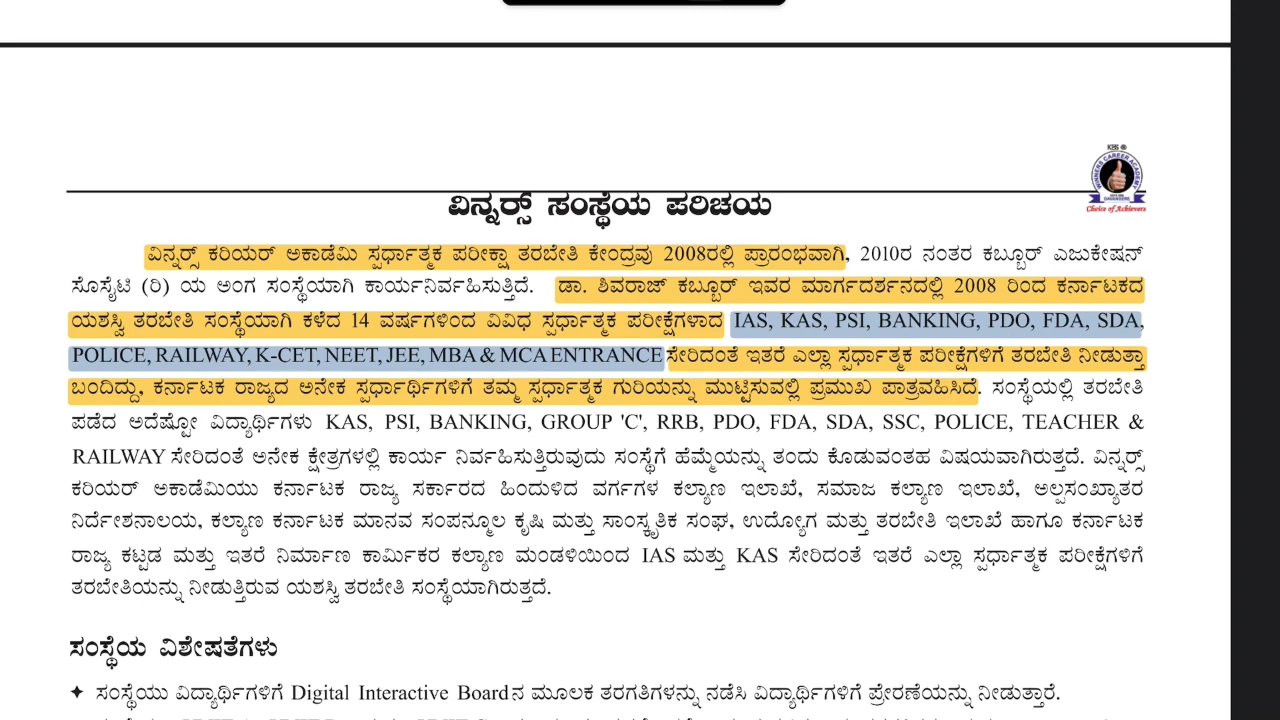 KBS ®
WINNERS CAREER ACADEMY
DAVANGERE
Choice of Achievers
ವಿನ್ನರ್ಸ್ ಸಂಸ್ಥೆಯ ಪರಿಚಯ
ವಿನ್ನರ್ಸ್ ಕರಿಯರ್ ಅಕಾಡೆಮಿ ಸ್ಪರ್ಧಾತ್ಮಕ ಪರೀಕ್ಷಾ ತರಬೇತಿ ಕೇಂದ್ರವು 2008ರಲ್ಲಿ ಪ್ರಾರಂಭವಾಗಿ, 2010ರ ನಂತರ ಕಬ್ಬೂರ್ ಎಜುಕೇಷನ್
ಸೊಸೈಟಿ (ರಿ) ಯ ಅಂಗ ಸಂಸ್ಥೆಯಾಗಿ ಕಾರ್ಯನಿರ್ವಹಿಸುತ್ತಿದೆ. ಡಾ. ಶಿವರಾಜ್ ಕಬ್ಬೂರ್ ಇವರ ಮಾರ್ಗದರ್ಶನದಲ್ಲಿ 2008 ರಿಂದ ಕರ್ನಾಟಕದ
ಯಶಸ್ವಿ ತರಬೇತಿ ಸಂಸ್ಥೆಯಾಗಿ ಕಳೆದ 14 ವರ್ಷಗಳಿಂದ ವಿವಿಧ ಸ್ಪರ್ಧಾತ್ಮಕ ಪರೀಕ್ಷೆಗಳಾದ IAS, KAS, PSI, BANKING, PDO, FDA, SDA,
POLICE, RAILWAY, K-CET, NEET, JEE, MBA & MCA ENTRANCE ಸೇರಿದಂತೆ ಇತರೆ ಎಲ್ಲಾ ಸ್ಪರ್ಧಾತ್ಮಕ ಪರೀಕ್ಷೆಗಳಿಗೆ ತರಬೇತಿ ನೀಡುತ್ತಾ
ಬಂದಿದ್ದು, ಕರ್ನಾಟಕ ರಾಜ್ಯದ ಅನೇಕ ಸ್ಪರ್ಧಾರ್ಥಿಗಳಿಗೆ ತಮ್ಮ ಸ್ಪರ್ಧಾತ್ಮಕ ಗುರಿಯನ್ನು ಮುಟ್ಟಿಸುವಲ್ಲಿ ಪ್ರಮುಖ ಪಾತ್ರವಹಿಸಿದೆ. ಸಂಸ್ಥೆಯಲ್ಲಿ ತರಬೇತಿ
ಪಡೆದ ಅದೆಷ್ಟೋ ವಿದ್ಯಾರ್ಥಿಗಳು KAS, PSI, BANKING, GROUP 'C', RRB, PDO, FDA, SDA, SSC, POLICE, TEACHER &
RAILWAY ಸೇರಿದಂತೆ ಅನೇಕ ಕ್ಷೇತ್ರಗಳಲ್ಲಿ ಕಾರ್ಯ ನಿರ್ವಹಿಸುತ್ತಿರುವುದು ಸಂಸ್ಥೆಗೆ ಹೆಮ್ಮೆಯನ್ನು ತಂದು ಕೊಡುವಂತಹ ವಿಷಯವಾಗಿರುತ್ತದೆ. ವಿನ್ನರ್ಸ್
ಕರಿಯರ್ ಅಕಾಡೆಮಿಯು ಕರ್ನಾಟಕ ರಾಜ್ಯ ಸರ್ಕಾರದ ಹಿಂದುಳಿದ ವರ್ಗಗಳ ಕಲ್ಯಾಣ ಇಲಾಖೆ, ಸಮಾಜ ಕಲ್ಯಾಣ ಇಲಾಖೆ, ಅಲ್ಪಸಂಖ್ಯಾತರ
ನಿರ್ದೇಶನಾಲಯ, ಕಲ್ಯಾಣ ಕರ್ನಾಟಕ ಮಾನವ ಸಂಪನ್ಮೂಲ ಕೃಷಿ ಮತ್ತು ಸಾಂಸ್ಕೃತಿಕ ಸಂಘ, ಉದ್ಯೋಗ ಮತ್ತು ತರಬೇತಿ ಇಲಾಖೆ ಹಾಗೂ ಕರ್ನಾಟಕ
ರಾಜ್ಯ ಕಟ್ಟಡ ಮತ್ತು ಇತರೆ ನಿರ್ಮಾಣ ಕಾರ್ಮಿಕರ ಕಲ್ಯಾಣ ಮಂಡಳಿಯಿಂದ IAS ಮತ್ತು KAS ಸೇರಿದಂತೆ ಇತರೆ ಎಲ್ಲಾ ಸ್ಪರ್ಧಾತ್ಮಕ ಪರೀಕ್ಷೆಗಳಿಗೆ
ತರಬೇತಿಯನ್ನು ನೀಡುತ್ತಿರುವ ಯಶಸ್ವಿ ತರಬೇತಿ ಸಂಸ್ಥೆಯಾಗಿರುತ್ತದೆ.
ಸಂಸ್ಥೆಯ ವಿಶೇಷತೆಗಳು
✦ ಸಂಸ್ಥೆಯು ವಿದ್ಯಾರ್ಥಿಗಳಿಗೆ Digital Interactive Boardನ ಮೂಲಕ ತರಗತಿಗಳನ್ನು ನಡೆಸಿ ವಿದ್ಯಾರ್ಥಿಗಳಿಗೆ ಪ್ರೇರಣೆಯನ್ನು ನೀಡುತ್ತಾರೆ.